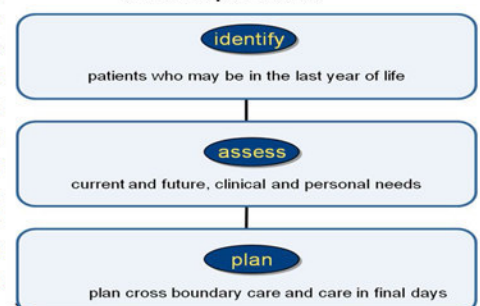 identify
patients who may be in the last year of life
assess
current and future, clinical and personal needs
plan
plan cross boundary care and care in final days